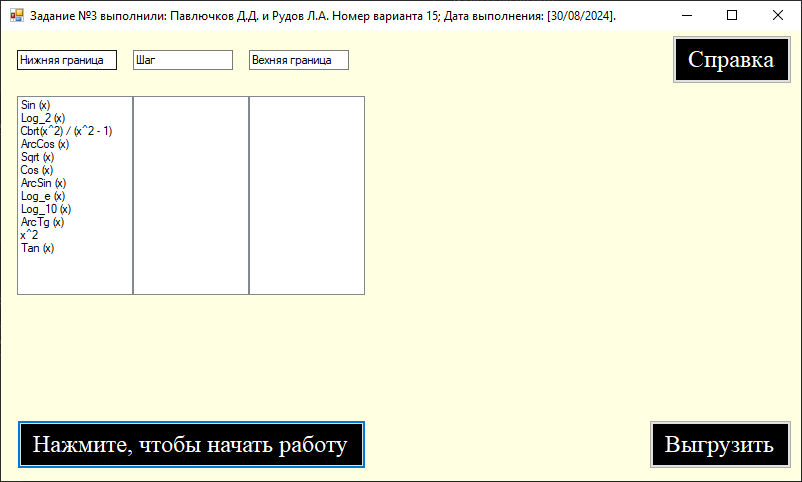 Задание №3 выполнили: Павлючков Д.Д. и Рудов Л.А. Номер варианта 15; Дата выполнения: [30/08/2024].
Нижняя граница
Шаг
Вехняя граница
Справка
Sin (x)
Log_2 (x)
Cbrt(x^2) / (x^2 - 1)
ArcCos (x)
Sqrt (x)
Cos (x)
ArcSin (x)
Log_e (x)
Log_10 (x)
ArcTg (x)
x^2
Tan (x)
Нажмите, чтобы начать работу
Выгрузить